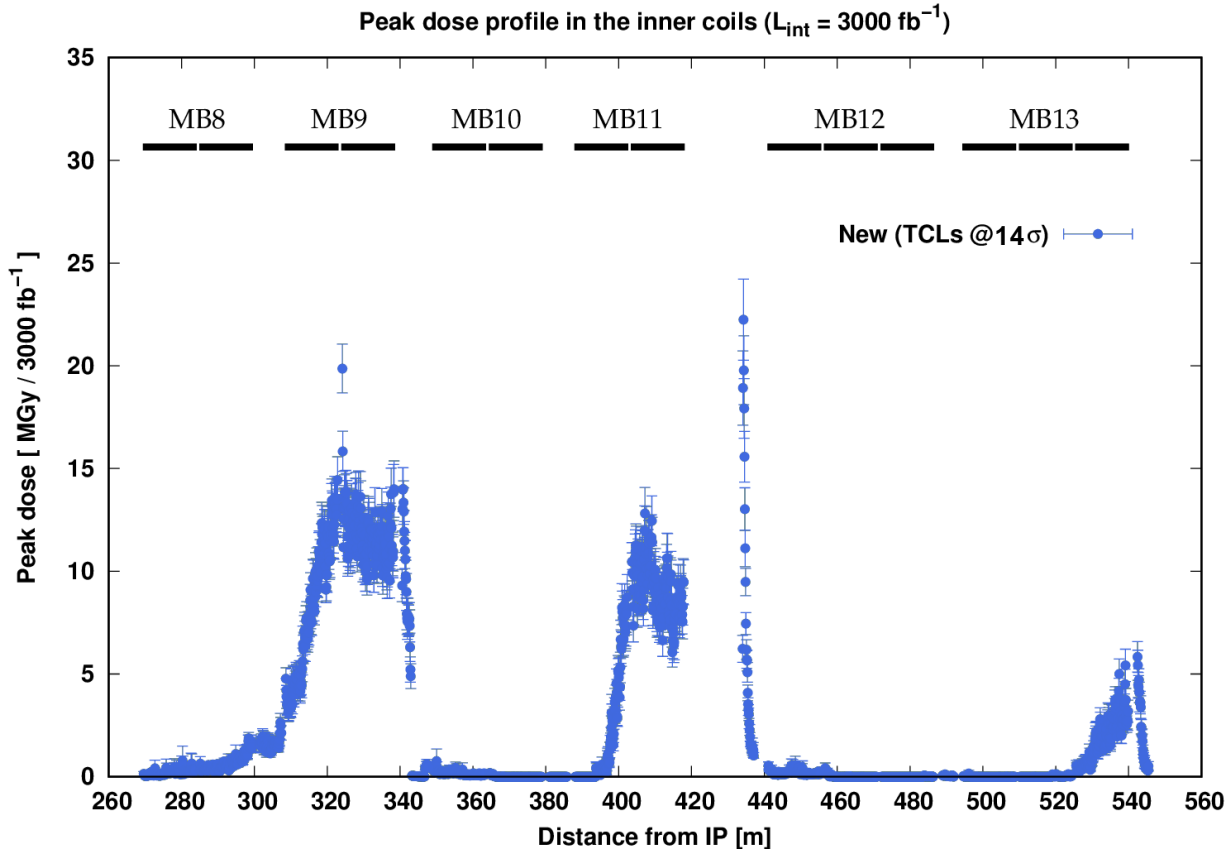 Peak dose profile in the inner coils (L_int = 3000 fb⁻¹)
35
MB8 MB9 MB10 MB11 MB12 MB13
30
New (TCLs @14σ)
25
20
15
10
5
0
Peak dose [ MGy / 3000 fb⁻¹ ]
260 280 300 320 340 360 380 400 420 440 460 480 500 520 540 560
Distance from IP [m]